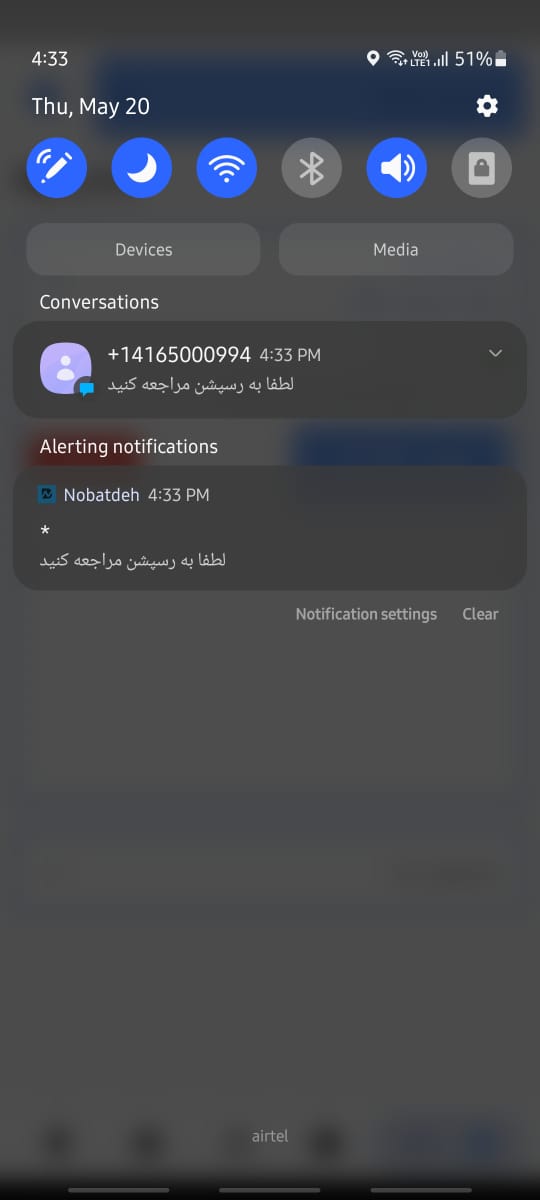 4:33
Vo)) LTE1 51%
Thu, May 20
Devices
Media
Conversations
+14165000994 4:33 PM
لطفا به رسپشن مراجعه کنید
Alerting notifications
Nobatdeh 4:33 PM
*
لطفا به رسپشن مراجعه کنید
Notification settings
Clear
airtel